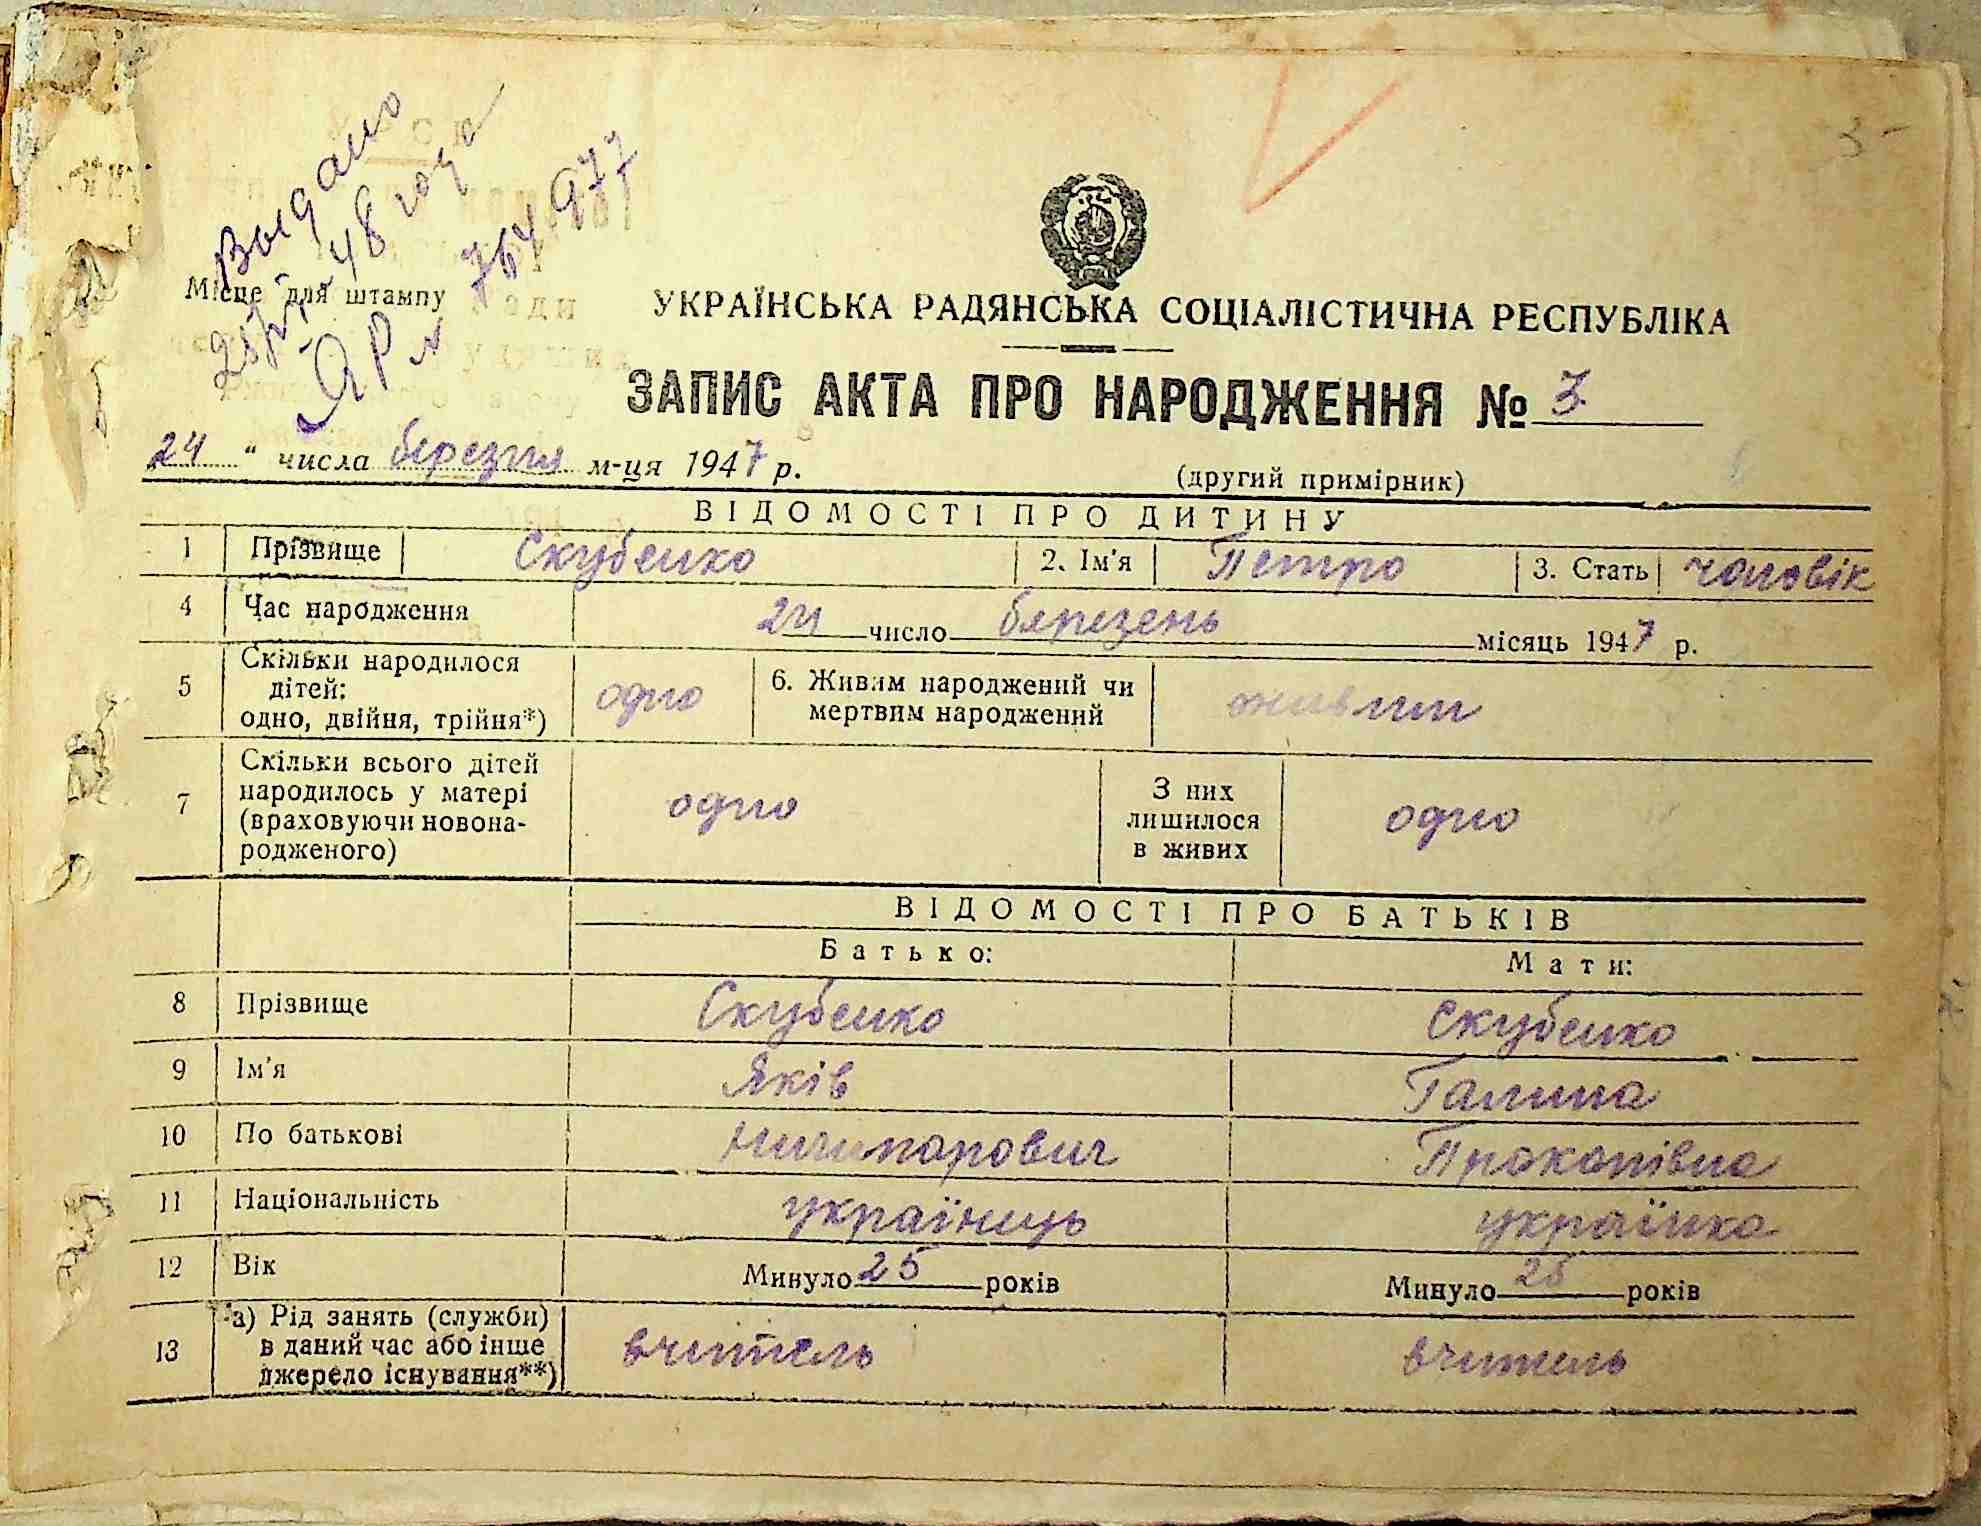 Выдано
48 года
ЯР № 764977
Місце для штампу
УКРАЇНСЬКА РАДЯНСЬКА СОЦІАЛІСТИЧНА РЕСПУБЛІКА
ЗАПИС АКТА ПРО НАРОДЖЕННЯ № 3
24 " числа березня м-ця 1947 р.
(другий примірник)
ВІДОМОСТІ ПРО ДИТИНУ
1 Прізвище Скубенко 2. Ім'я Петро 3. Стать чоловік
4 Час народження 24 число березень місяць 1947 р.
5 Скільки народилося
дітей:
одно, двійня, трійня*) одно
6. Живим народжений чи
мертвим народжений живим
7 Скільки всього дітей
народилось у матері
(враховуючи новона-
родженого) одно
З них
лишилося
в живих одно
ВІДОМОСТІ ПРО БАТЬКІВ
Батько: Мати:
8 Прізвище Скубенко Скубенко
9 Ім'я Яків Галина
10 По батькові Ничипорович Прокопівна
11 Національність українець українка
12 Вік Минуло 25 років Минуло 25 років
13 а) Рід занять (служби)
в даний час або інше
джерело існування**) вчитель вчитель